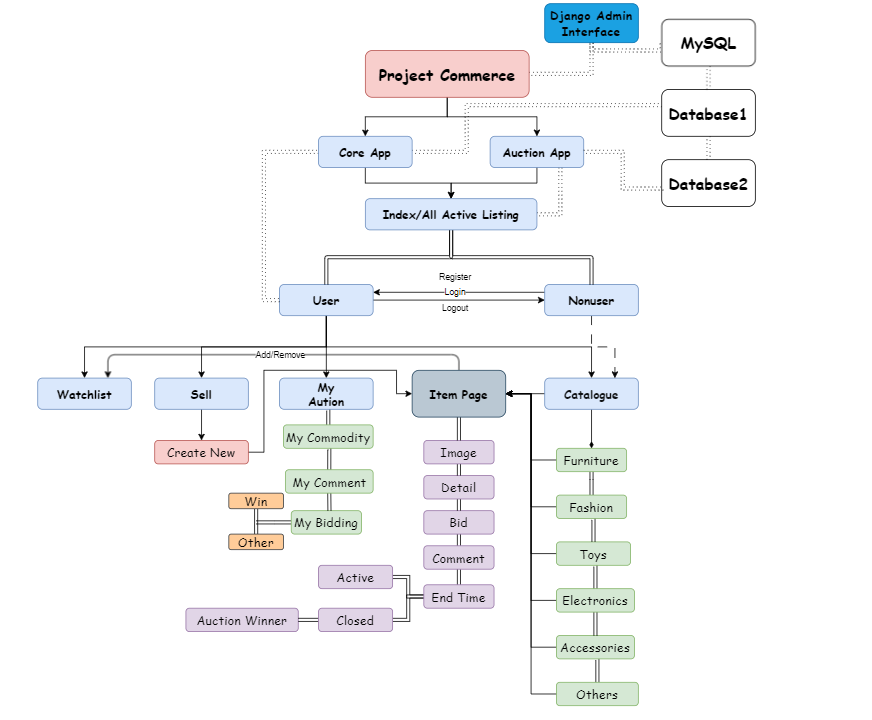 Django Admin
Interface
MySQL
Project Commerce
Database1
Core App
Auction App
Database2
Index/All Active Listing
Register
User
Login
Nonuser
Logout
Add/Remove
Watchlist
Sell
My
Aution
Item Page
Catalogue
My Commodity
Create New
Image
Furniture
My Comment
Detail
Win
Fashion
My Bidding
Bid
Other
Comment
Toys
Active
End Time
Electronics
Auction Winner
Closed
Accessories
Others